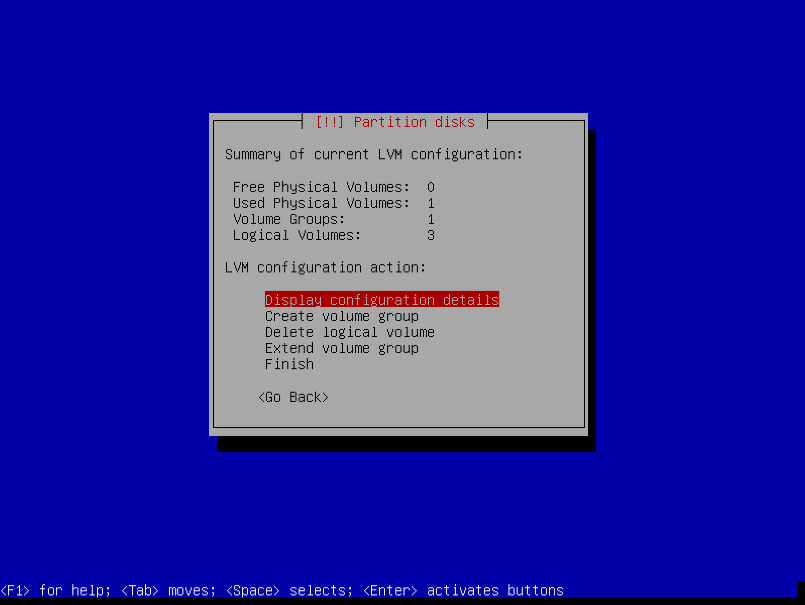 [!!] Partition disks
Summary of current LVM configuration:
Free Physical Volumes: 0
Used Physical Volumes: 1
Volume Groups: 1
Logical Volumes: 3
LVM configuration action:
Display configuration details
Create volume group
Delete logical volume
Extend volume group
Finish
<Go Back>
<F1> for help; <Tab> moves; <Space> selects; <Enter> activates buttons